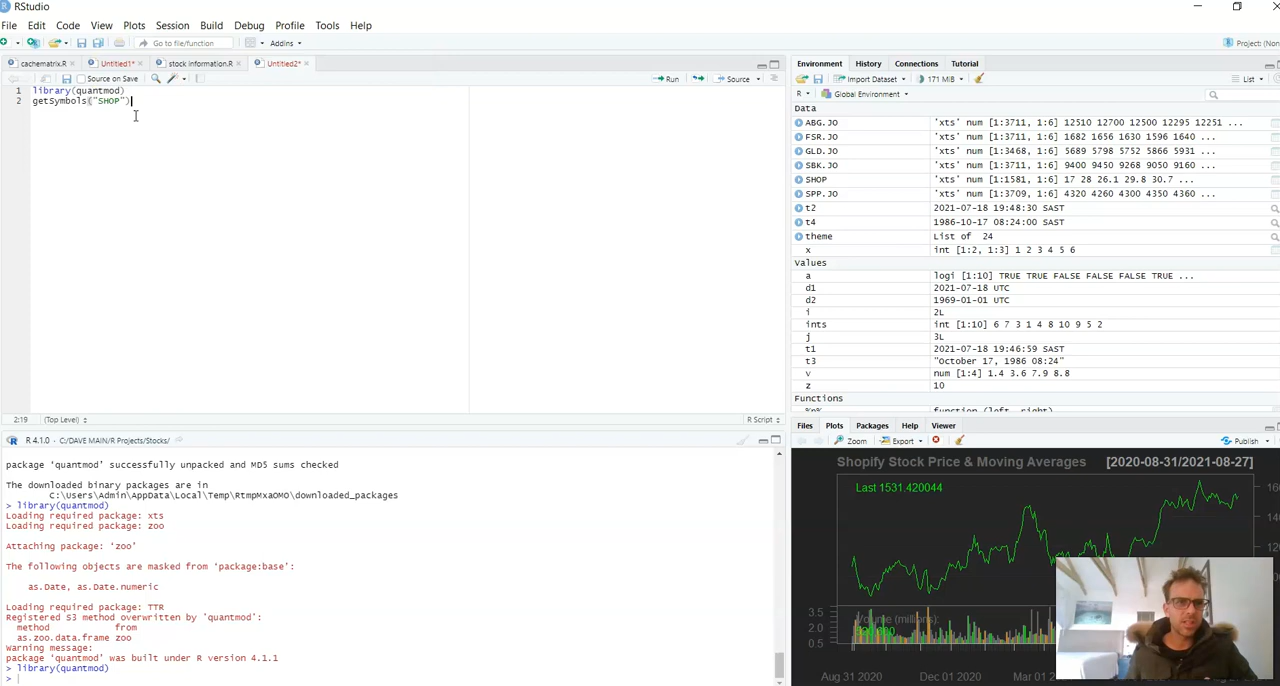 RStudio
File Edit Code View Plots Session Build Debug Profile Tools Help
Go to file/function Addins Project: (Non
cachematrix.R Untitled1* stock information.R Untitled2*
Source on Save Run Source
1 library(quantmod)
2 getSymbols("SHOP")
2:19 (Top Level) R Script
R 4.1.0 · C:/DAVE MAIN/R Projects/Stocks/
package ‘quantmod’ successfully unpacked and MD5 sums checked
The downloaded binary packages are in
C:\Users\Admin\AppData\Local\Temp\RtmpMxaOMO\downloaded_packages
> library(quantmod)
Loading required package: xts
Loading required package: zoo
Attaching package: ‘zoo’
The following objects are masked from ‘package:base’:
as.Date, as.Date.numeric
Loading required package: TTR
Registered S3 method overwritten by 'quantmod':
method from
as.zoo.data.frame zoo
Warning message:
package ‘quantmod’ was built under R version 4.1.1
> library(quantmod)
>
Environment History Connections Tutorial
Import Dataset 171 MiB List
R Global Environment
Data
ABG.JO 'xts' num [1:3711, 1:6] 12510 12700 12500 12295 12251 ...
FSR.JO 'xts' num [1:3711, 1:6] 1682 1656 1630 1596 1640 ...
GLD.JO 'xts' num [1:3468, 1:6] 5689 5798 5752 5866 5931 ...
SBK.JO 'xts' num [1:3711, 1:6] 9400 9450 9268 9050 9160 ...
SHOP 'xts' num [1:1581, 1:6] 17 28 26.1 29.8 30.7 ...
SPP.JO 'xts' num [1:3709, 1:6] 4320 4260 4300 4350 4360 ...
t2 2021-07-18 19:48:30 SAST
t4 1986-10-17 08:24:00 SAST
theme List of 24
x int [1:2, 1:3] 1 2 3 4 5 6
Values
a logi [1:10] TRUE TRUE FALSE FALSE FALSE TRUE ...
d1 2021-07-18 UTC
d2 1969-01-01 UTC
i 2L
ints int [1:10] 6 7 3 1 4 8 10 9 5 2
j 3L
t1 2021-07-18 19:46:59 SAST
t3 "October 17, 1986 08:24"
v num [1:4] 1.4 3.6 7.9 8.8
z 10
Functions
function (left, right)
Files Plots Packages Help Viewer
Zoom Export Publish
Shopify Stock Price & Moving Averages [2020-08-31/2021-08-27]
Last 1531.420044
3.5
2.0
0.5
Volume (millions):
Aug 31 2020 Dec 01 2020 Mar 01